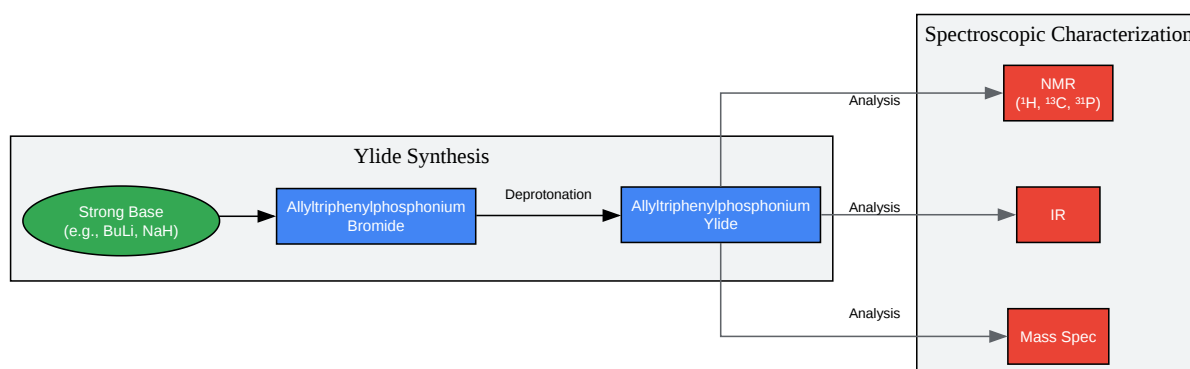 Spectroscopic Characterization
NMR
(¹H, ¹³C, ³¹P)
Analysis
Ylide Synthesis
Deprotonation
Strong Base
(e.g., BuLi, NaH)
Allyltriphenylphosphonium
Bromide
Allyltriphenylphosphonium
Ylide
Analysis
IR
Analysis
Mass Spec